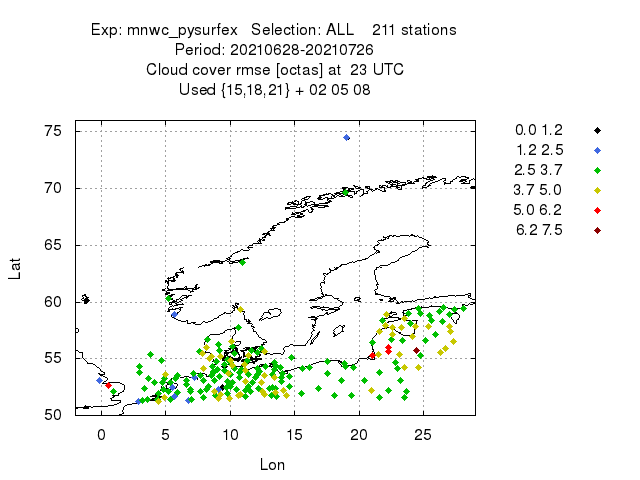 Exp: mnwc_pysurfex   Selection: ALL    211 stations
Period: 20210628-20210726
Cloud cover rmse [octas] at  23 UTC
Used {15,18,21} + 02 05 08
75
70
65
60
55
50
Lat
0 5 10 15 20 25
Lon
0.0 1.2
1.2 2.5
2.5 3.7
3.7 5.0
5.0 6.2
6.2 7.5